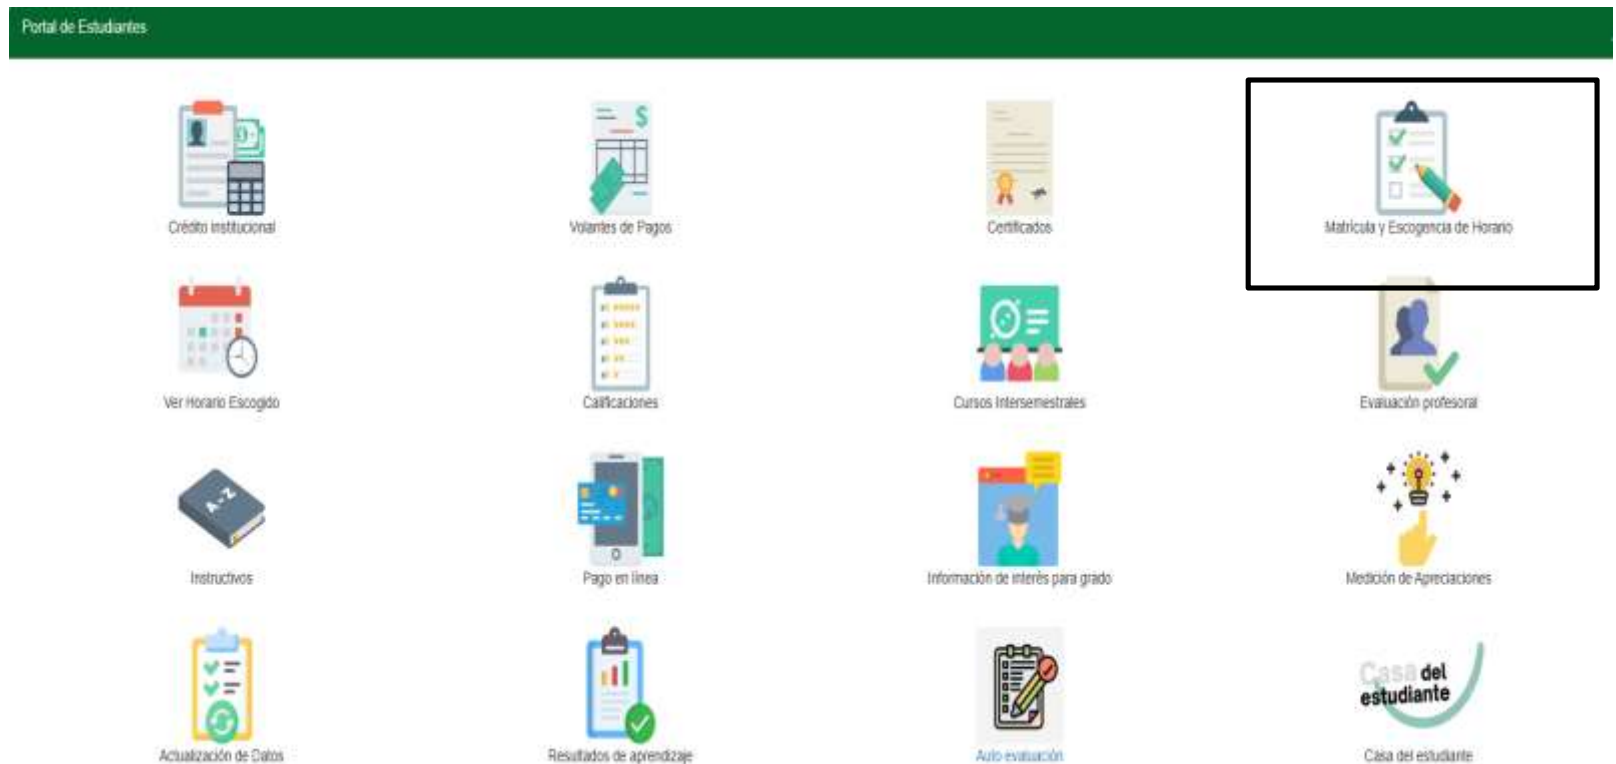 Portal de Estudiantes
Crédito institucional
Volantes de Pagos
Certificados
Matrícula y Escogencia de Horario
Ver Horario Escogido
Calificaciones
Cursos Intersemestrales
Evaluación profesoral
A-Z
Instructivos
Pago en línea
Información de interés para grado
Medición de Apreciaciones
Actualización de Datos
Resultados de aprendizaje
Auto evaluación
Casa del
estudiante
Casa del estudiante